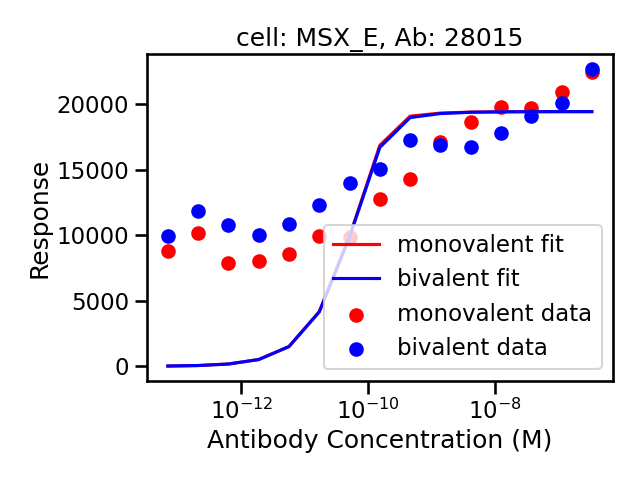 cell: MSX_E, Ab: 28015
Response
20000
15000
10000
5000
0
monovalent fit
bivalent fit
monovalent data
bivalent data
10⁻¹² 10⁻¹⁰ 10⁻⁸
Antibody Concentration (M)